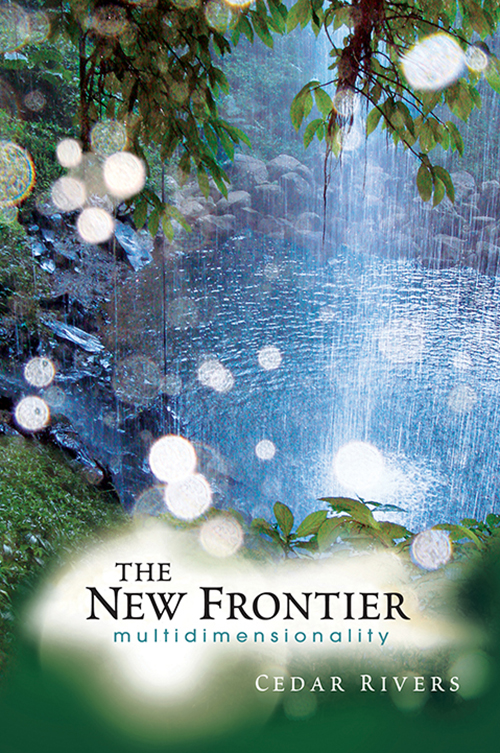 THE
NEW FRONTIER
multidimensionality
CEDAR RIVERS